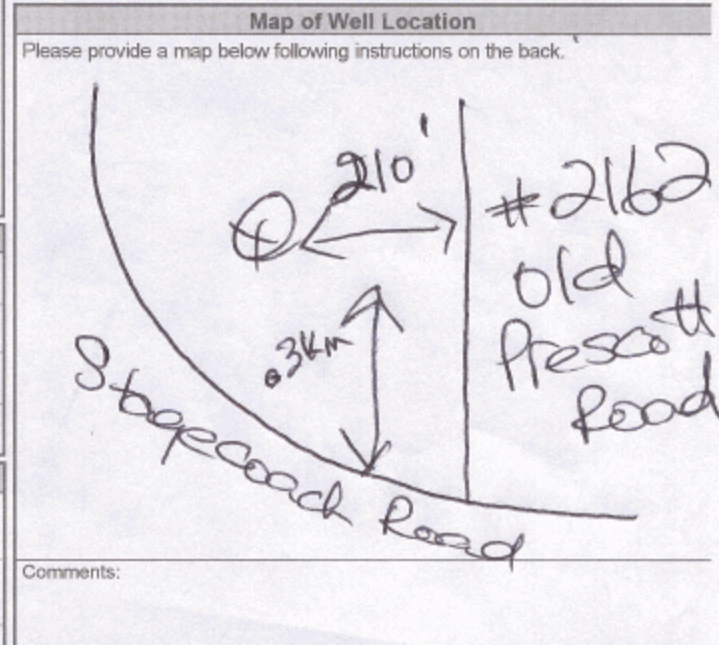 Map of Well Location
Please provide a map below following instructions on the back.
210'
#2162
old
Prescott
Road
.3km
Stagecoach Road
Comments: